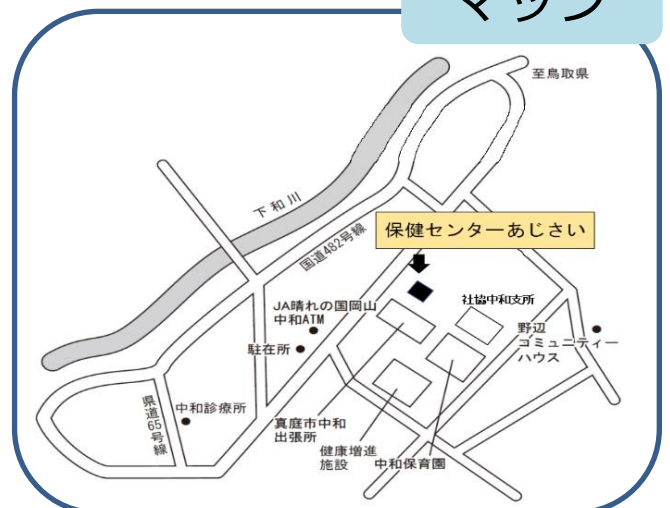 マップ
至鳥取県
下和川
国道482号線
保健センターあじさい
社協中和支所
JA晴れの国岡山
中和ATM
駐在所
野辺
コミュニティー
ハウス
県道
65号線
中和診療所
真庭市中和
出張所
健康増進
施設
中和保育園